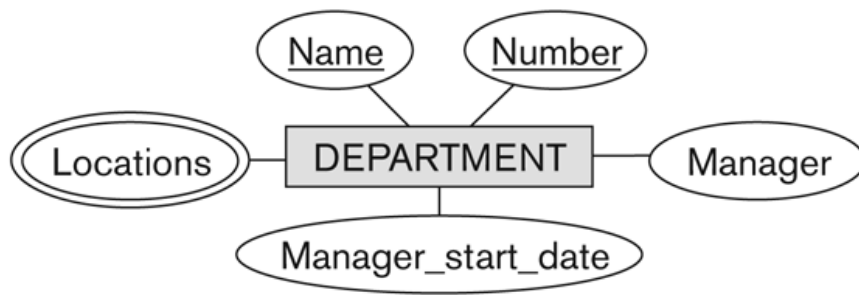 Name
Number
Locations
DEPARTMENT
Manager
Manager_start_date